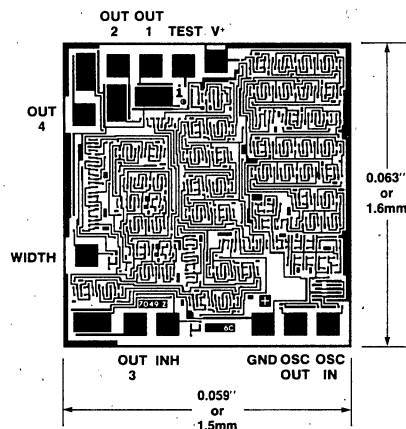 OUT OUT
2 1 TEST V+
i
OUT
4
0.063"
or
1.6mm
WIDTH
7049 Z
6C
OUT INH GND OSC OSC
3 OUT IN
0.059"
or
1.5mm